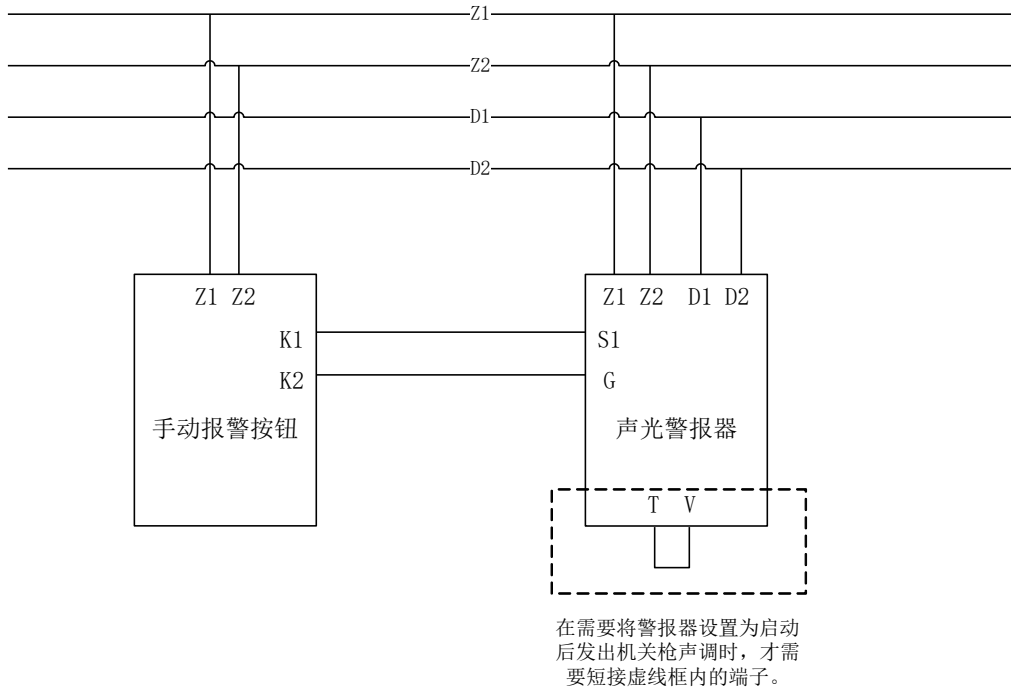 Z1
Z2
D1
D2
Z1 Z2
Z1 Z2 D1 D2
K1
S1
K2
G
手动报警按钮
声光警报器
T V
在需要将警报器设置为启动
后发出机关枪声调时，才需
要短接虚线框内的端子。